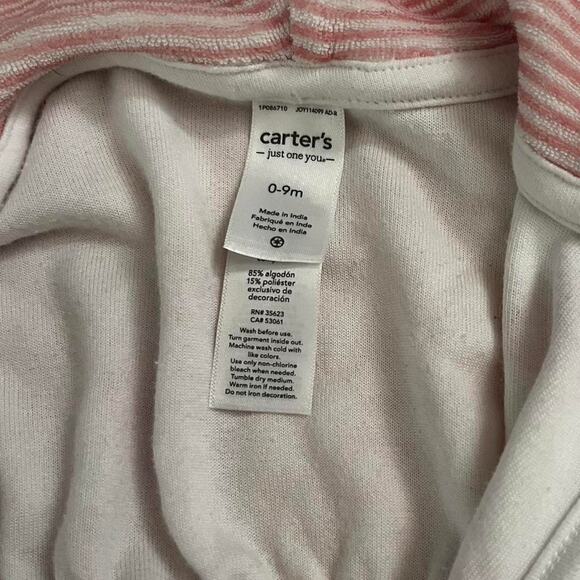 1P086710 JOY114099 AD-R
carter's
— just one you® —
0-9m
Made in India
Fabriqué en Inde
Hecho en India
85% algodón
15% poliéster
exclusivo de
decoración
RN# 35623
CA# 53061
Wash before use.
Turn garment inside out.
Machine wash cold with
like colors.
Use only non-chlorine
bleach when needed.
Tumble dry medium.
Warm iron if needed.
Do not iron decoration.